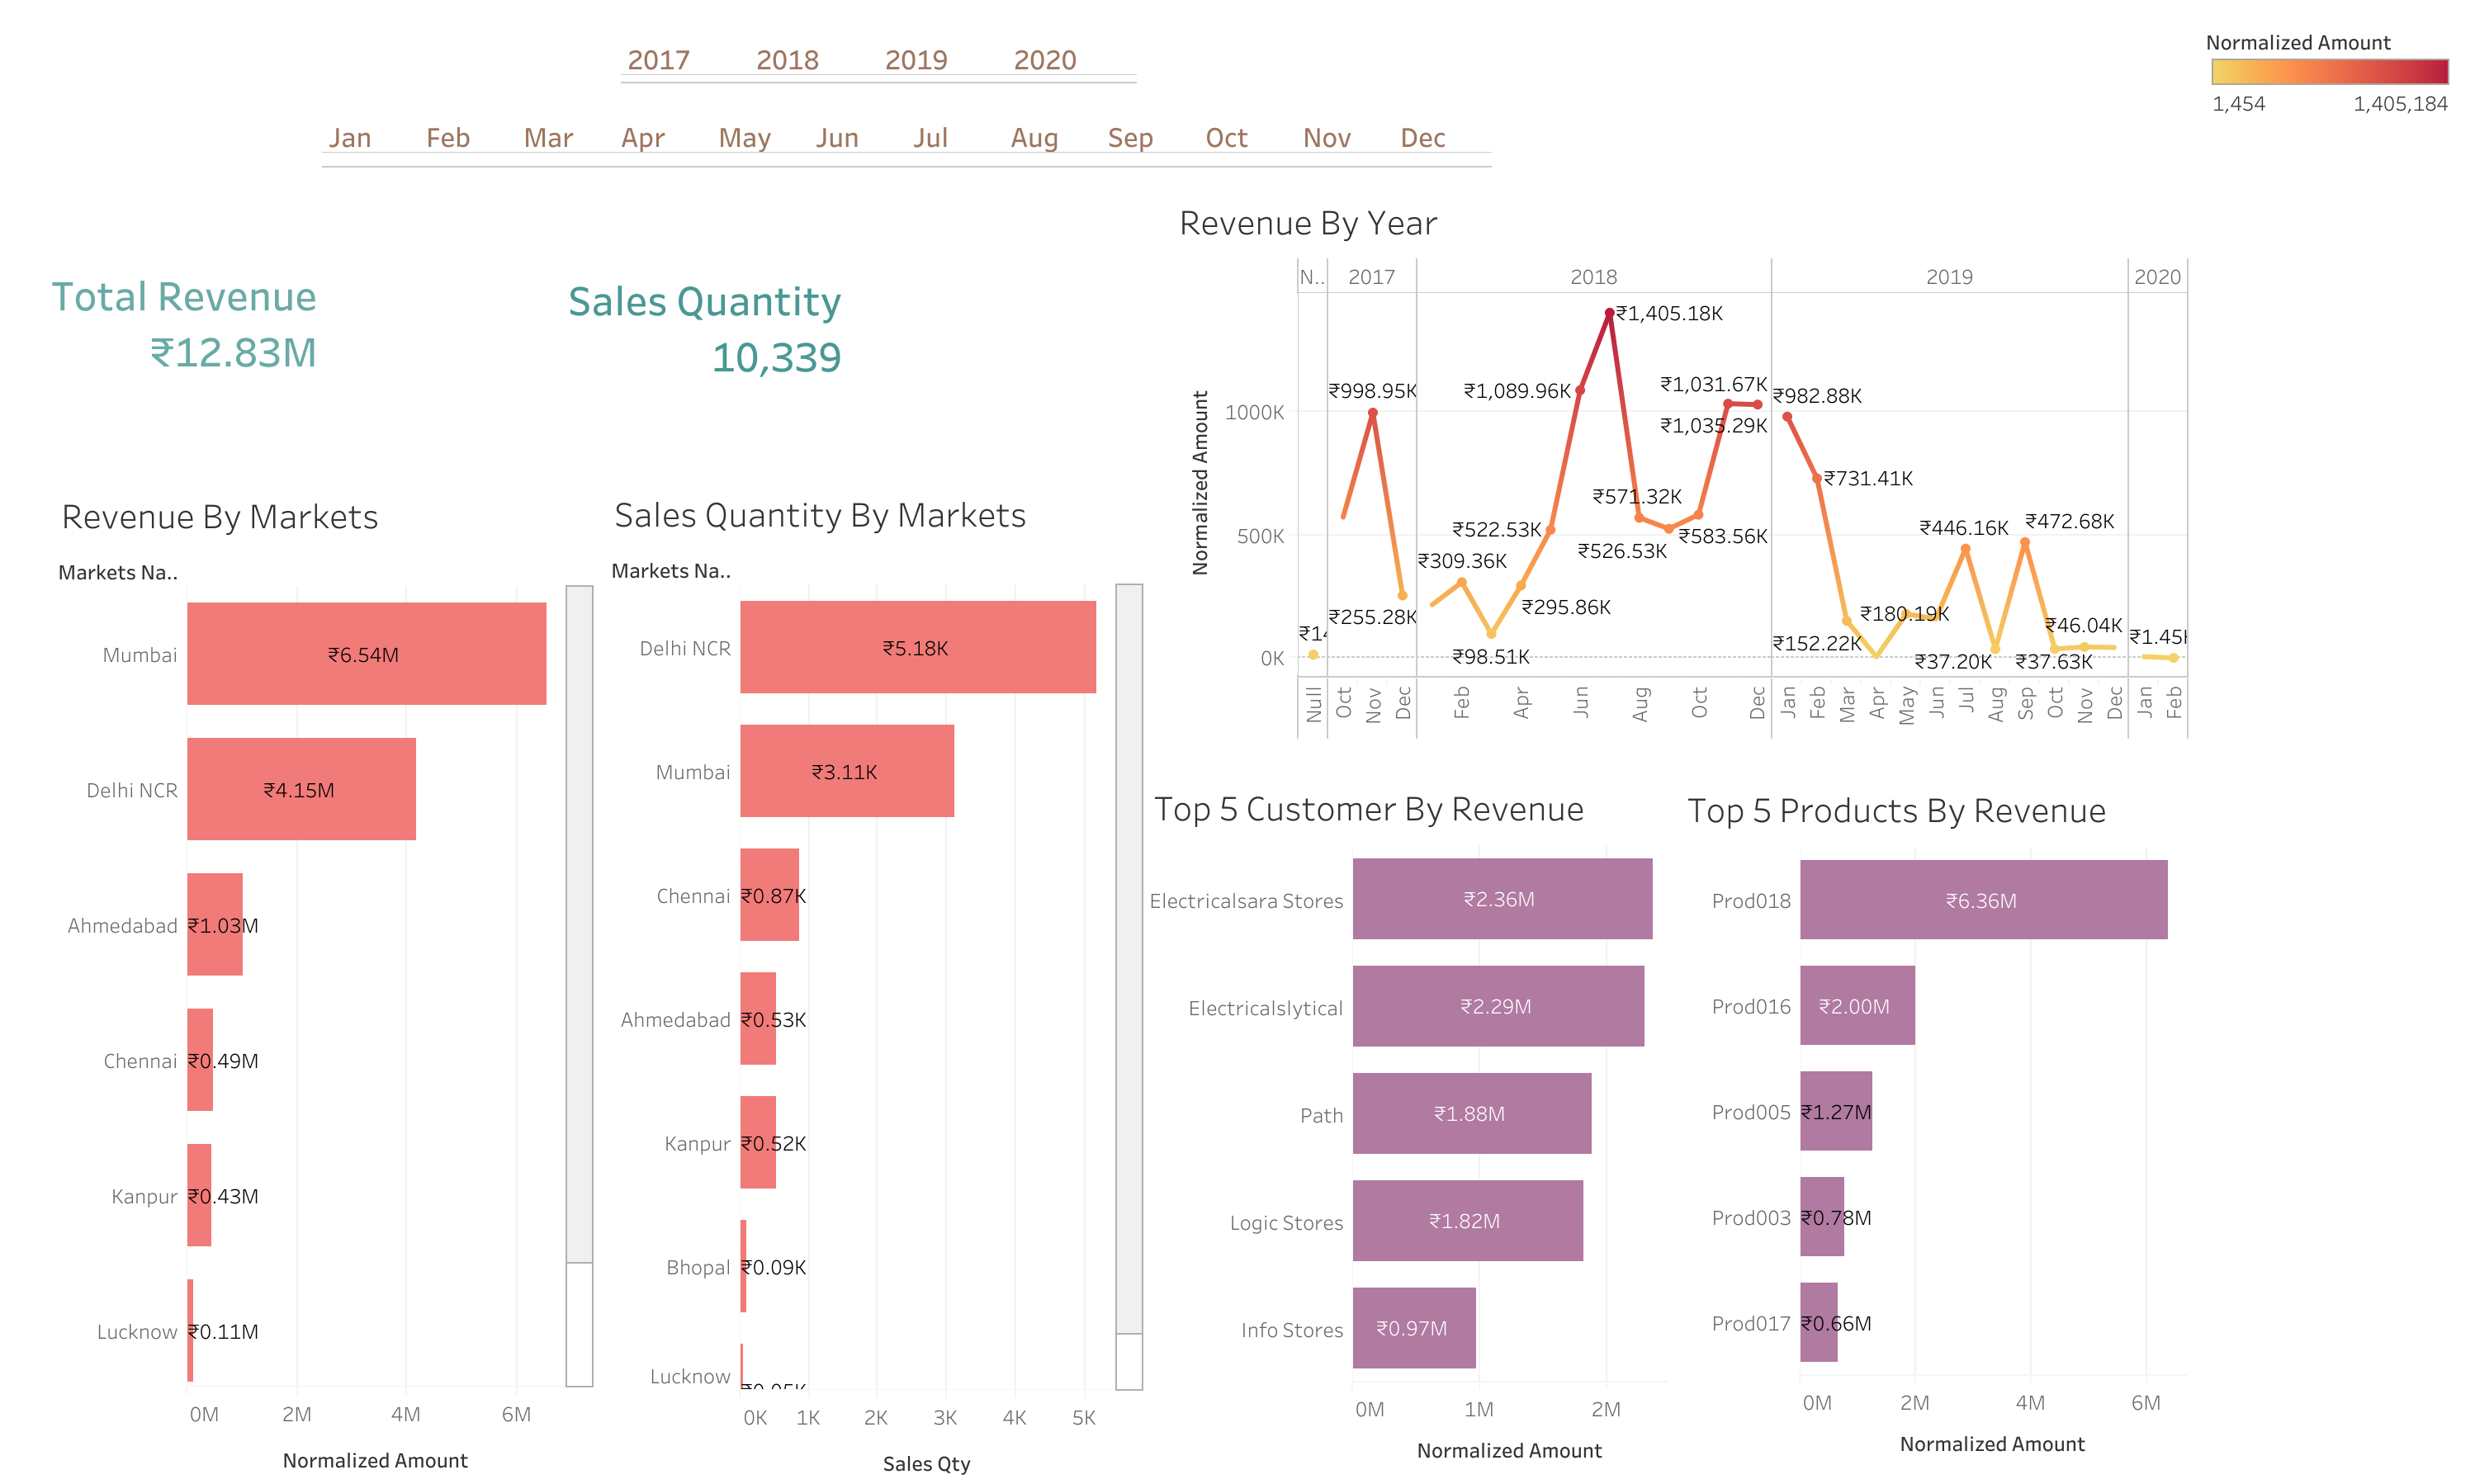 Normalized Amount
1,454 1,405,184
2017 2018 2019 2020
Jan Feb Mar Apr May Jun Jul Aug Sep Oct Nov Dec
Total Revenue
₹12.83M
Sales Quantity
10,339
Revenue By Markets
Markets Na..
Mumbai ₹6.54M
Delhi NCR ₹4.15M
Ahmedabad ₹1.03M
Chennai ₹0.49M
Kanpur ₹0.43M
Lucknow ₹0.11M
0M 2M 4M 6M
Normalized Amount
Sales Quantity By Markets
Markets Na..
Delhi NCR ₹5.18K
Mumbai ₹3.11K
Chennai ₹0.87K
Ahmedabad ₹0.53K
Kanpur ₹0.52K
Bhopal ₹0.09K
Lucknow
0K 1K 2K 3K 4K 5K
Sales Qty
Revenue By Year
N.. 2017 2018 2019 2020
Normalized Amount
1000K
500K
0K
₹14
₹998.95K
₹255.28K
₹309.36K
₹98.51K
₹295.86K
₹522.53K
₹1,089.96K
₹1,405.18K
₹571.32K
₹526.53K
₹583.56K
₹1,031.67K
₹1,035.29K
₹982.88K
₹731.41K
₹152.22K
₹180.19K
₹446.16K
₹37.20K
₹472.68K
₹37.63K
₹46.04K
₹1.45K
Null Oct Nov Dec Feb Apr Jun Aug Oct Dec Jan Feb Mar Apr May Jun Jul Aug Sep Oct Nov Dec Jan Feb
Top 5 Customer By Revenue
Electricalsara Stores ₹2.36M
Electricalslytical ₹2.29M
Path ₹1.88M
Logic Stores ₹1.82M
Info Stores ₹0.97M
0M 1M 2M
Normalized Amount
Top 5 Products By Revenue
Prod018 ₹6.36M
Prod016 ₹2.00M
Prod005 ₹1.27M
Prod003 ₹0.78M
Prod017 ₹0.66M
0M 2M 4M 6M
Normalized Amount